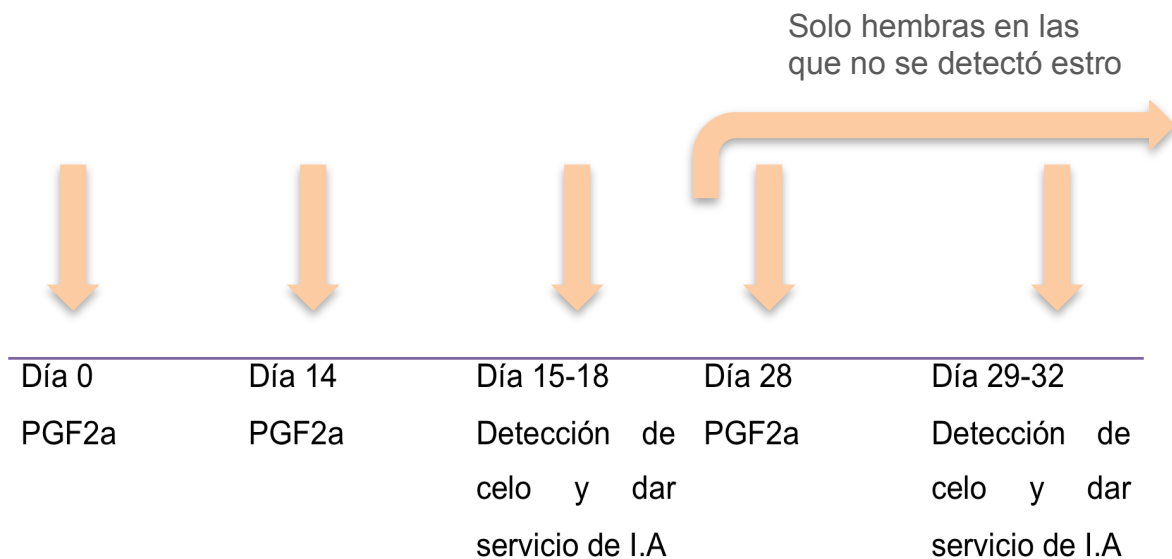 Solo hembras en las
que no se detectó estro
Día 0
PGF2a
Día 14
PGF2a
Día 15-18
Detección de
celo y dar
servicio de I.A
Día 28
PGF2a
Día 29-32
Detección de
celo y dar
servicio de I.A